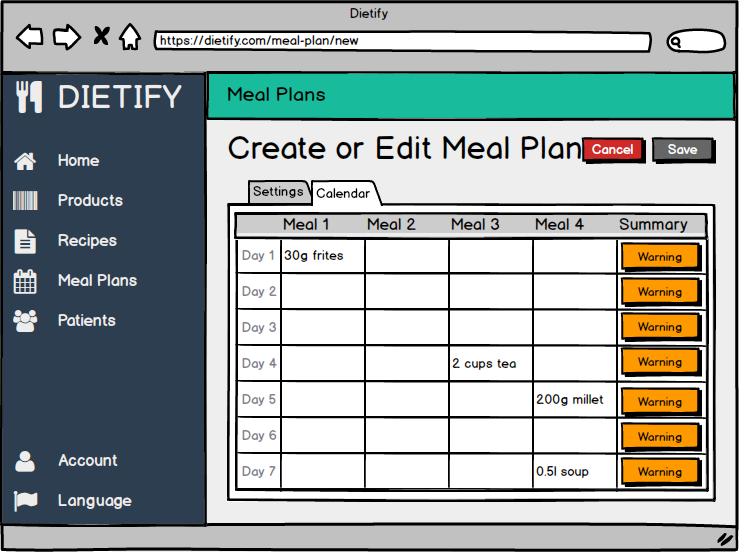 Dietify
https://dietify.com/meal-plan/new
DIETIFY
Meal Plans
Home
Products
Recipes
Meal Plans
Patients
Account
Language
Create or Edit Meal Plan Cancel Save
Settings Calendar
Meal 1 Meal 2 Meal 3 Meal 4 Summary
Day 1 30g frites Warning
Day 2 Warning
Day 3 Warning
Day 4 2 cups tea Warning
Day 5 200g millet Warning
Day 6 Warning
Day 7 0.5l soup Warning